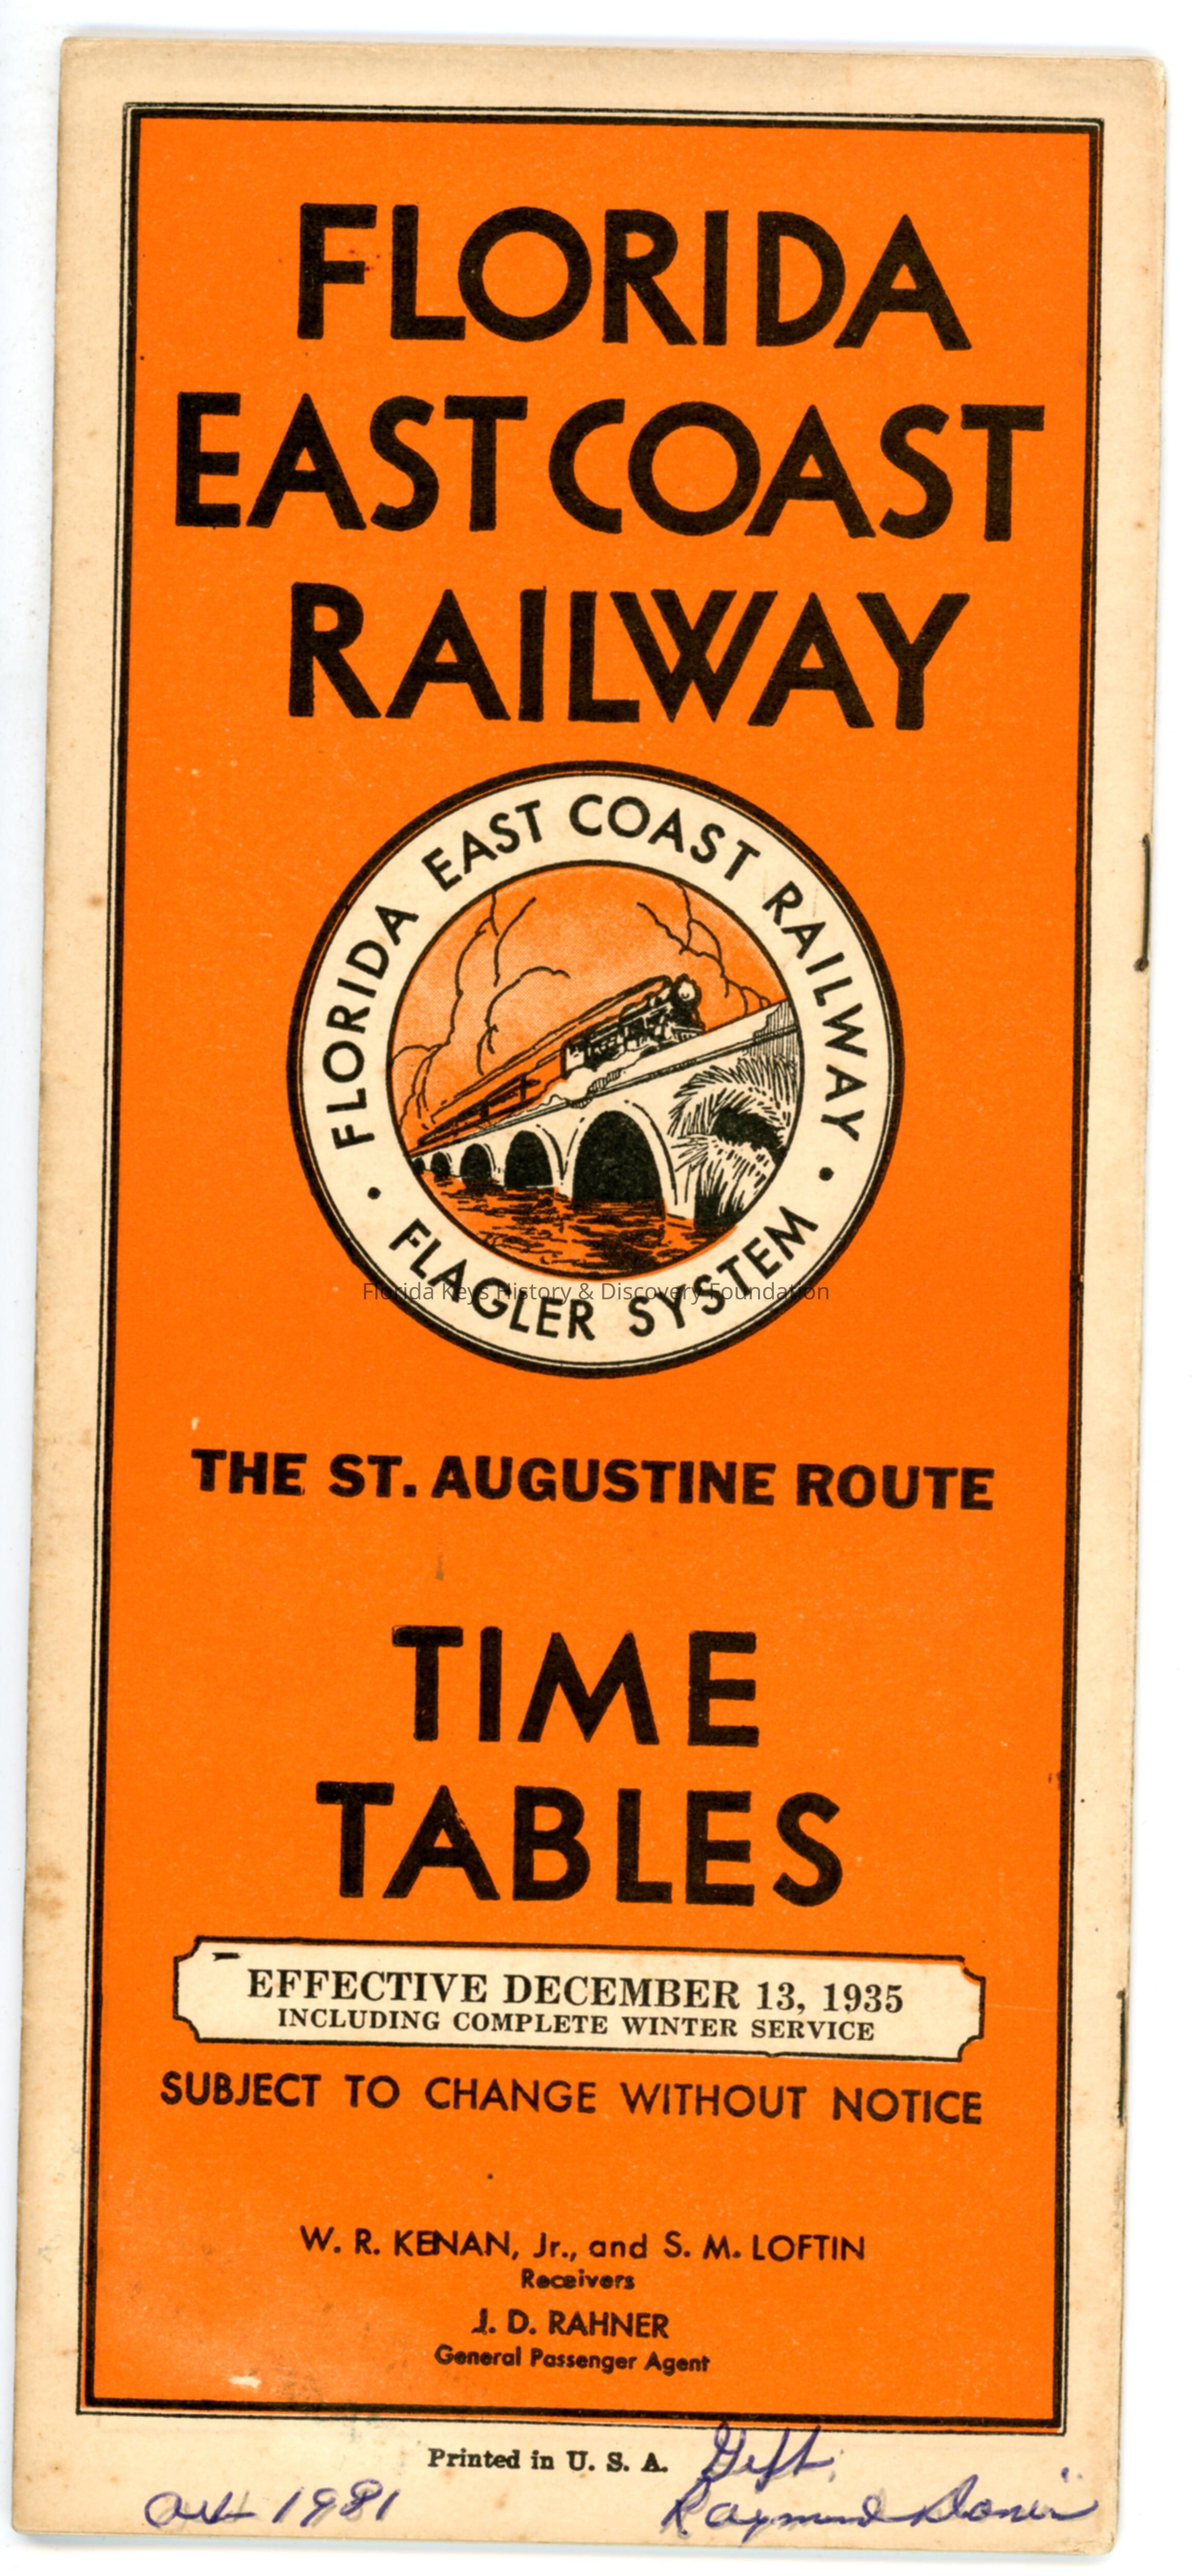 FLORIDA
EAST COAST
RAILWAY
FLORIDA EAST COAST RAILWAY
• FLAGLER SYSTEM •
Florida Keys History & Discovery Foundation
THE ST. AUGUSTINE ROUTE
TIME
TABLES
EFFECTIVE DECEMBER 13, 1935
INCLUDING COMPLETE WINTER SERVICE
SUBJECT TO CHANGE WITHOUT NOTICE
W. R. KENAN, Jr., and S. M. LOFTIN
Receivers
J. D. RAHNER
General Passenger Agent
Printed in U. S. A.
Gift
Oct 1981
Raymond